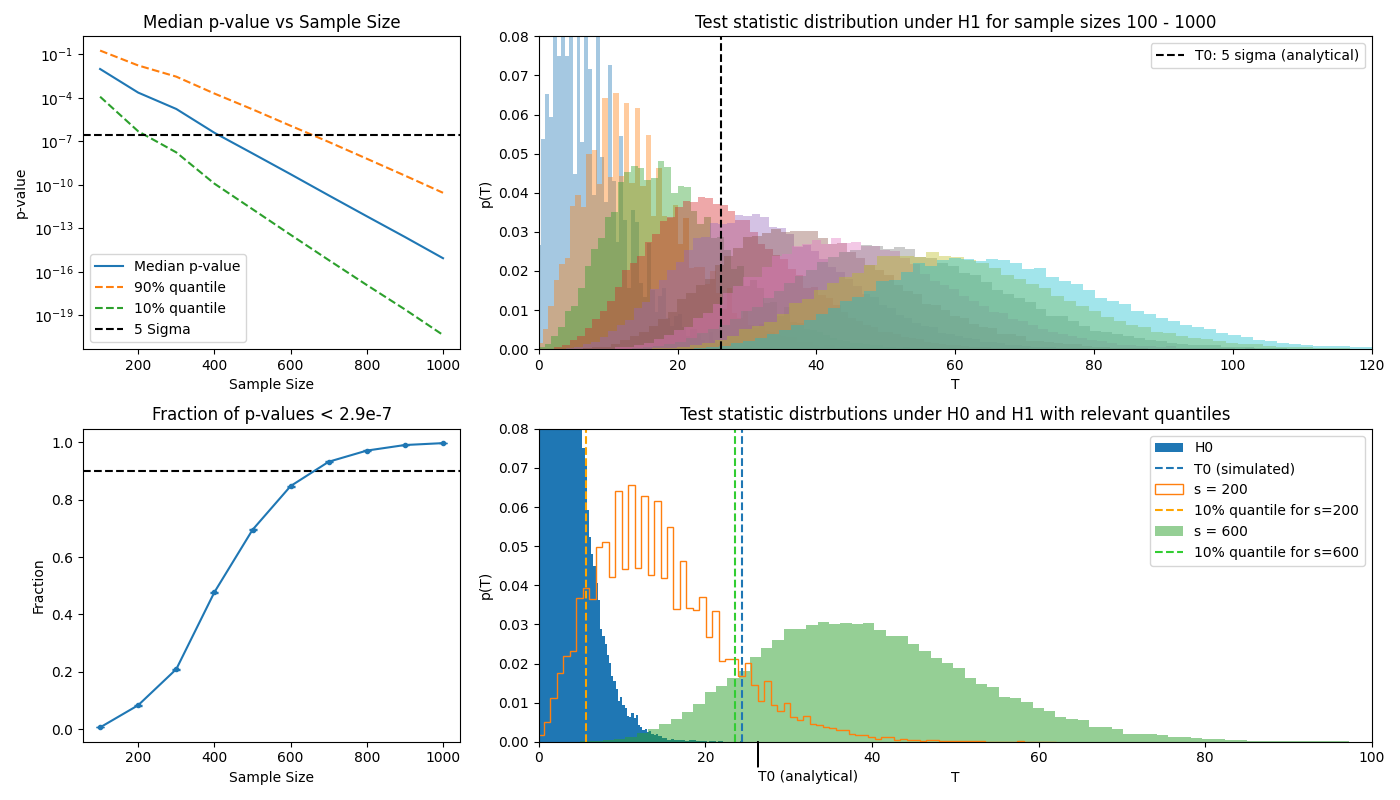 Median p-value vs Sample Size
10⁻¹
10⁻⁴
10⁻⁷
10⁻¹⁰
10⁻¹³
10⁻¹⁶
10⁻¹⁹
p-value
Median p-value
90% quantile
10% quantile
5 Sigma
200 400 600 800 1000
Sample Size
Test statistic distribution under H1 for sample sizes 100 - 1000
0.08
0.07
0.06
0.05
0.04
0.03
0.02
0.01
0.00
p(T)
T0: 5 sigma (analytical)
0 20 40 60 80 100 120
T
Fraction of p-values < 2.9e-7
1.0
0.8
0.6
0.4
0.2
0.0
Fraction
200 400 600 800 1000
Sample Size
Test statistic distrbutions under H0 and H1 with relevant quantiles
0.08
0.07
0.06
0.05
0.04
0.03
0.02
0.01
0.00
p(T)
H0
T0 (simulated)
s = 200
10% quantile for s=200
s = 600
10% quantile for s=600
0 20 40 60 80 100
T0 (analytical)
T